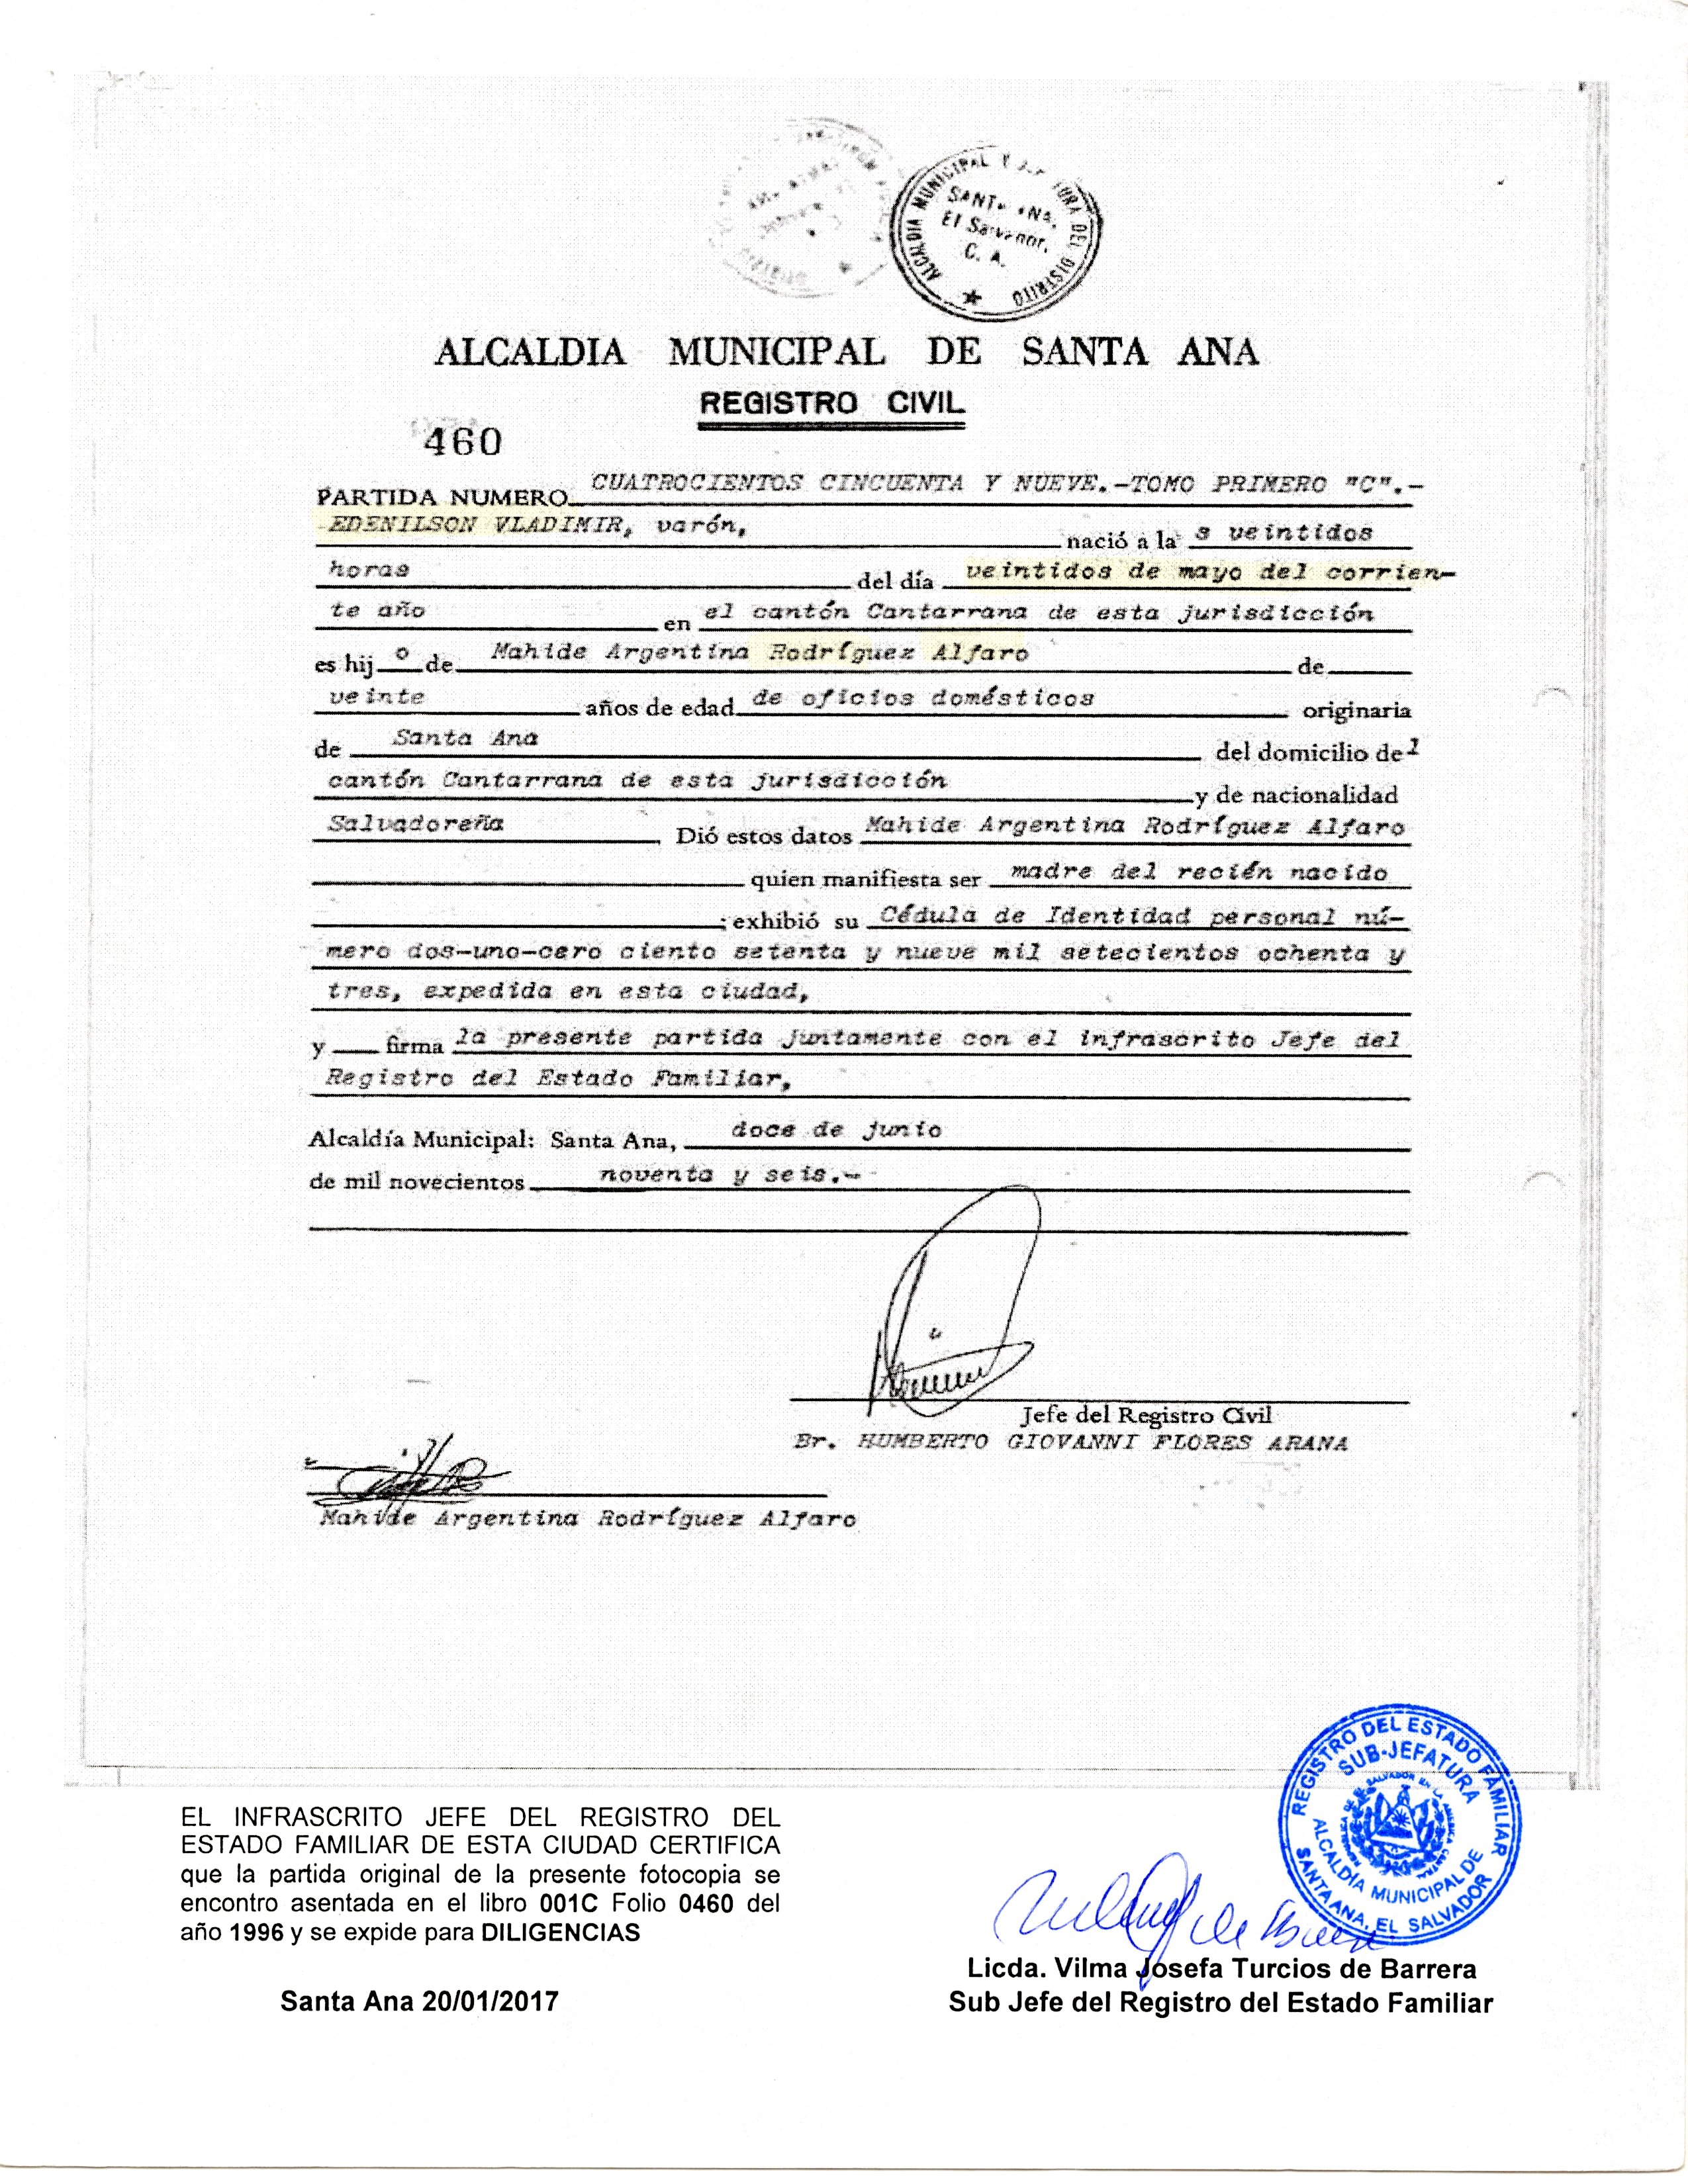 ALCALDIA MUNICIPAL Y DEL DISTRITO
El Salvador,
C. A.
ALCALDIA MUNICIPAL DE SANTA ANA
REGISTRO CIVIL
460
PARTIDA NUMERO CUATROCIENTOS CINCUENTA Y NUEVE.-TOMO PRIMERO "C".-
EDENILSON VLADIMIR, varón, nació a la s veintidos
horas del día veintidos de mayo del corrien-
te año en el cantón Cantarrana de esta jurisdicción
es hij o de Mahide Argentina Rodríguez Alfaro de
veinte años de edad de oficios domésticos originaria
de Santa Ana del domicilio de l
cantón Cantarrana de esta jurisdicción y de nacionalidad
Salvadoreña Dió estos datos Mahide Argentina Rodríguez Alfaro
quien manifiesta ser madre del recién nacido
; exhibió su Cédula de Identidad personal nú-
mero dos-uno-cero ciento setenta y nueve mil setecientos ochenta y
tres, expedida en esta ciudad,
y firma la presente partida juntamente con el infrascrito Jefe del
Registro del Estado Familiar,
Alcaldía Municipal: Santa Ana, doce de junio
de mil novecientos noventa y seis.-
Jefe del Registro Civil
Br. HUMBERTO GIOVANNI FLORES ARANA
Mahide Argentina Rodríguez Alfaro
REGISTRO DEL ESTADO FAMILIAR
SUB-JEFATURA
ALCALDÍA MUNICIPAL DE
SANTA ANA, EL SALVADOR
EL INFRASCRITO JEFE DEL REGISTRO DEL
ESTADO FAMILIAR DE ESTA CIUDAD CERTIFICA
que la partida original de la presente fotocopia se
encontro asentada en el libro 001C Folio 0460 del
año 1996 y se expide para DILIGENCIAS
Santa Ana 20/01/2017
Licda. Vilma Josefa Turcios de Barrera
Sub Jefe del Registro del Estado Familiar